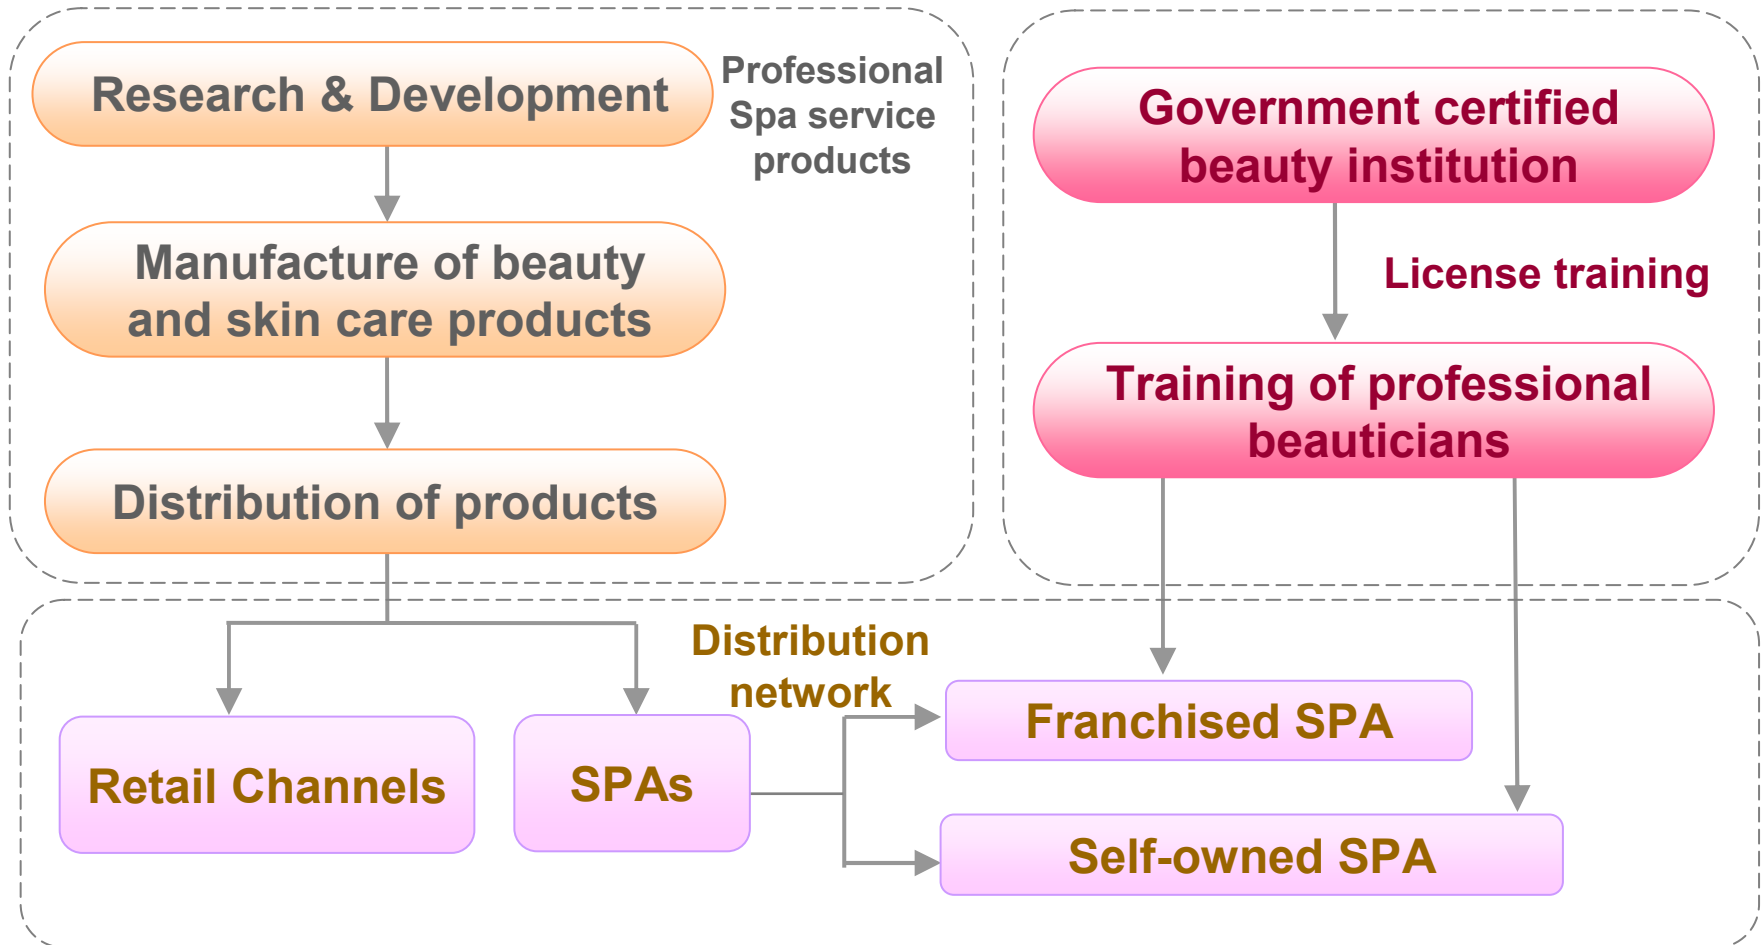 Research & Development
Professional
Spa service
products
Manufacture of beauty
and skin care products
Distribution of products
Government certified
beauty institution
License training
Training of professional
beauticians
Distribution
network
Retail Channels
SPAs
Franchised SPA
Self-owned SPA